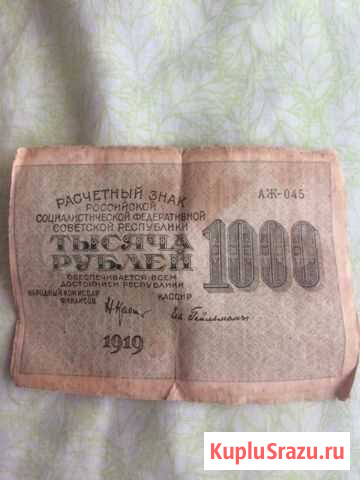 РАСЧЕТНЫЙ ЗНАК
РОССИЙСКОЙ
СОЦИАЛИСТИЧЕСКОЙ ФЕДЕРАТИВНОЙ
СОВЕТСКОЙ РЕСПУБЛИКИ
ТЫСЯЧА
РУБЛЕЙ
ОБЕСПЕЧИВАЕТСЯ ВСЕМ
ДОСТОЯНИЕМ РЕСПУБЛИКИ
НАРОДНЫЙ КОМИССАР
ФИНАНСОВ
КАССИР
1919
АЖ-045
1000
KupluSrazu.ru